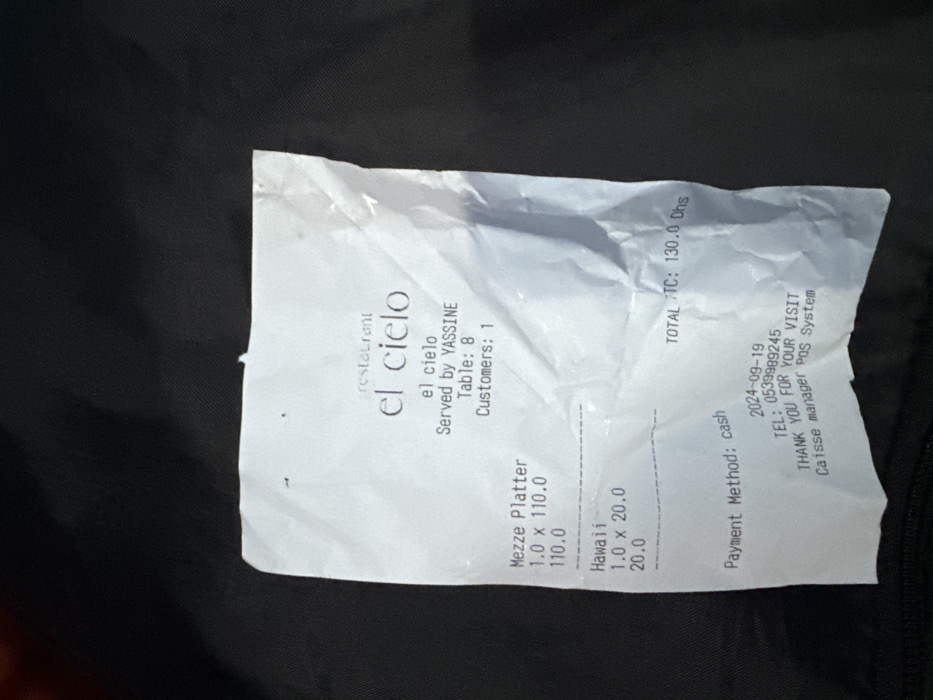 restaurant
el cielo
el cielo
Served by YASSINE
Table: 8
Customers: 1
Mezze Platter
1.0 x 110.0
110.0
Hawaii
1.0 x 20.0
20.0
TOTAL TTC: 130.0 Dhs
Payment Method: cash
2024-09-19
TEL: 0539989245
THANK YOU FOR YOUR VISIT
Caisse manager POS System